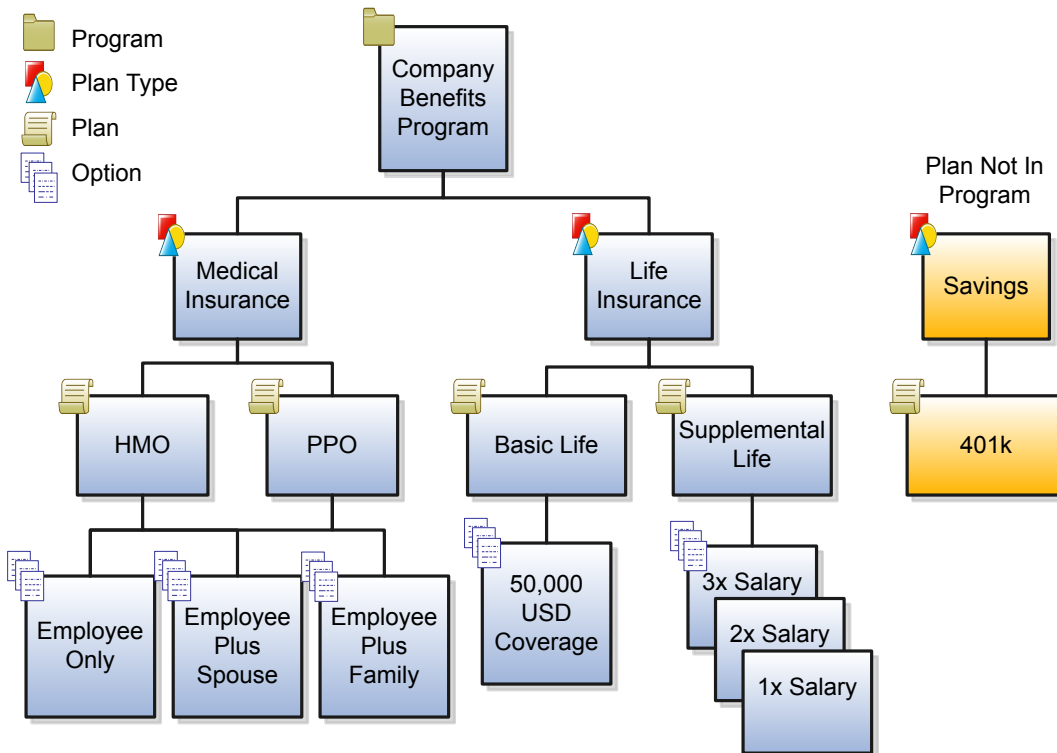 Program
Plan Type
Plan
Option
Company
Benefits
Program
Plan Not In
Program
Medical
Insurance
Life
Insurance
Savings
HMO
PPO
Basic Life
Supplemental
Life
401k
Employee
Only
Employee
Plus
Spouse
Employee
Plus
Family
50,000
USD
Coverage
3x Salary
2x Salary
1x Salary